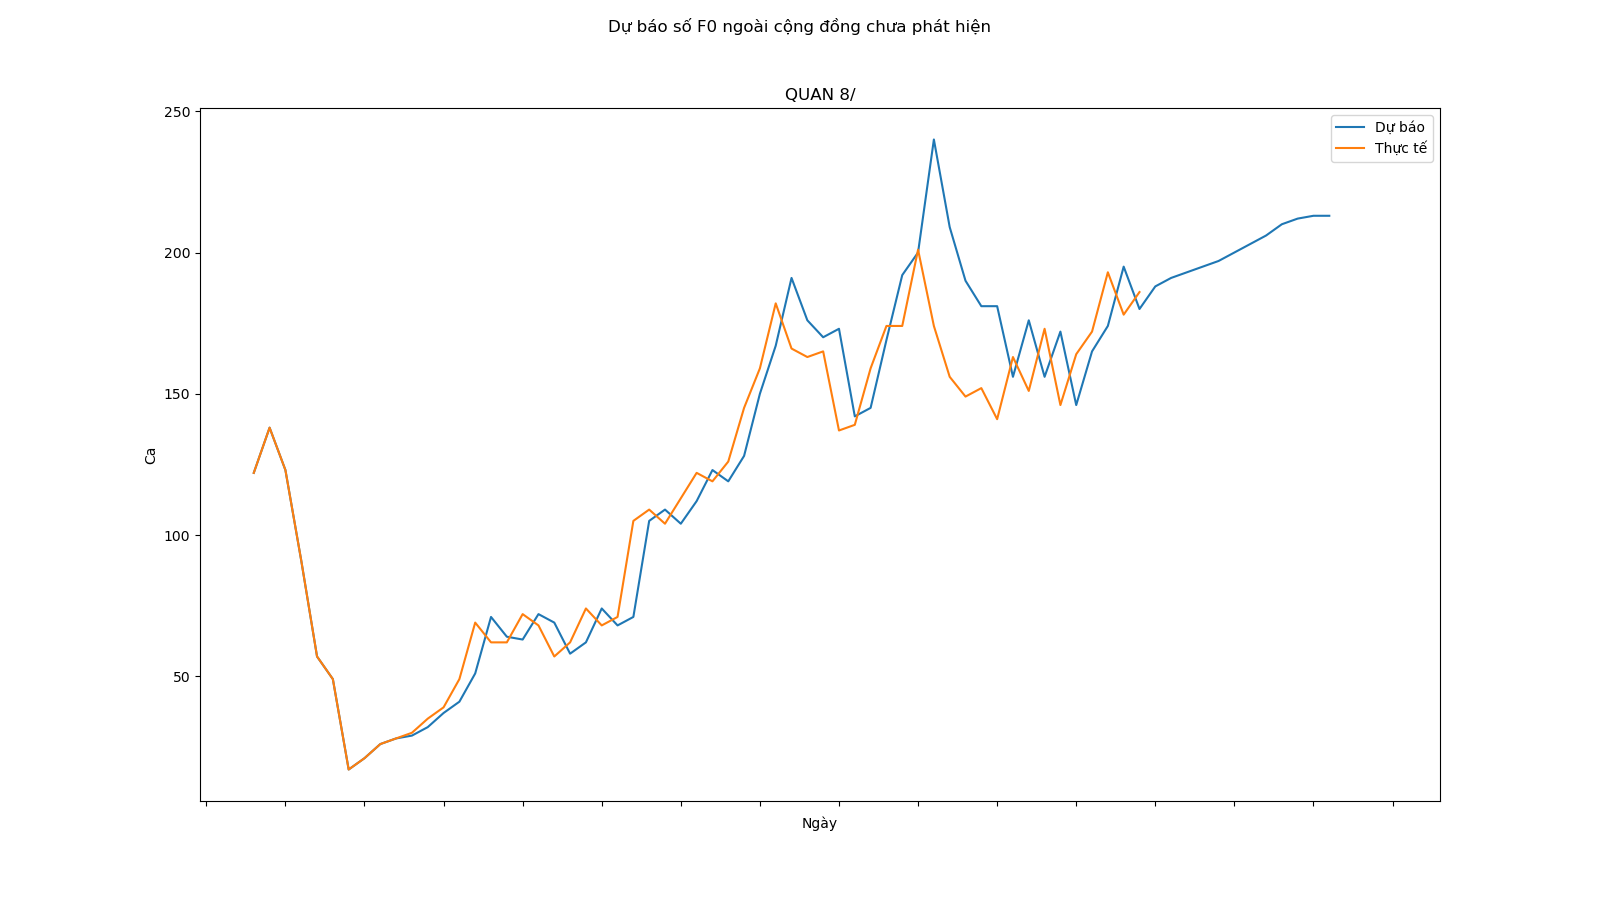 Dự báo số F0 ngoài cộng đồng chưa phát hiện
QUAN 8/
250
200
150
100
50
Ca
Ngày
Dự báo
Thực tế